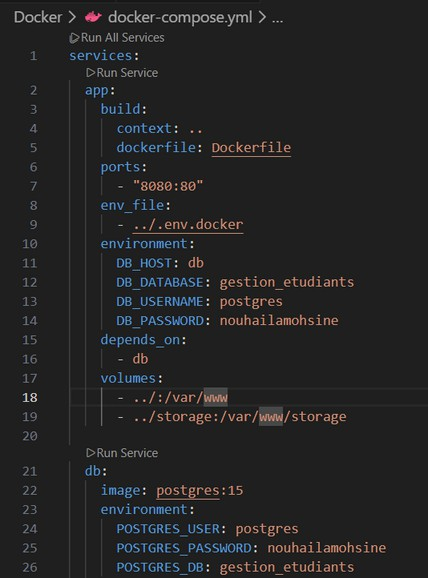 Docker > docker-compose.yml > ...
Run All Services
1 services:
Run Service
2 app:
3 build:
4 context: ..
5 dockerfile: Dockerfile
6 ports:
7 - "8080:80"
8 env_file:
9 - ../.env.docker
10 environment:
11 DB_HOST: db
12 DB_DATABASE: gestion_etudiants
13 DB_USERNAME: postgres
14 DB_PASSWORD: nouhailamohsine
15 depends_on:
16 - db
17 volumes:
18 - ../:/var/www
19 - ../storage:/var/www/storage
20
Run Service
21 db:
22 image: postgres:15
23 environment:
24 POSTGRES_USER: postgres
25 POSTGRES_PASSWORD: nouhailamohsine
26 POSTGRES_DB: gestion_etudiants